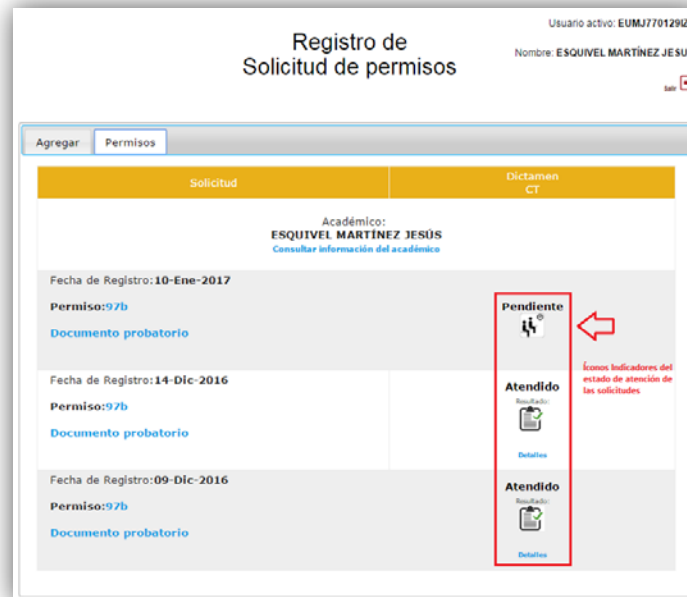 Registro de
Solicitud de permisos
Usuario activo: EUMJ770129IZ
Nombre: ESQUIVEL MARTÍNEZ JESU
Salir
Agregar
Permisos
Solicitud
Dictamen
CT
Académico:
ESQUIVEL MARTÍNEZ JESÚS
Consultar información del académico
Fecha de Registro:10-Ene-2017
Permiso:97b
Documento probatorio
Pendiente
Íconos Indicadores del
estado de atención de
las solicitudes
Fecha de Registro:14-Dic-2016
Permiso:97b
Documento probatorio
Atendido
Resultado:
Detalles
Fecha de Registro:09-Dic-2016
Permiso:97b
Documento probatorio
Atendido
Resultado:
Detalles